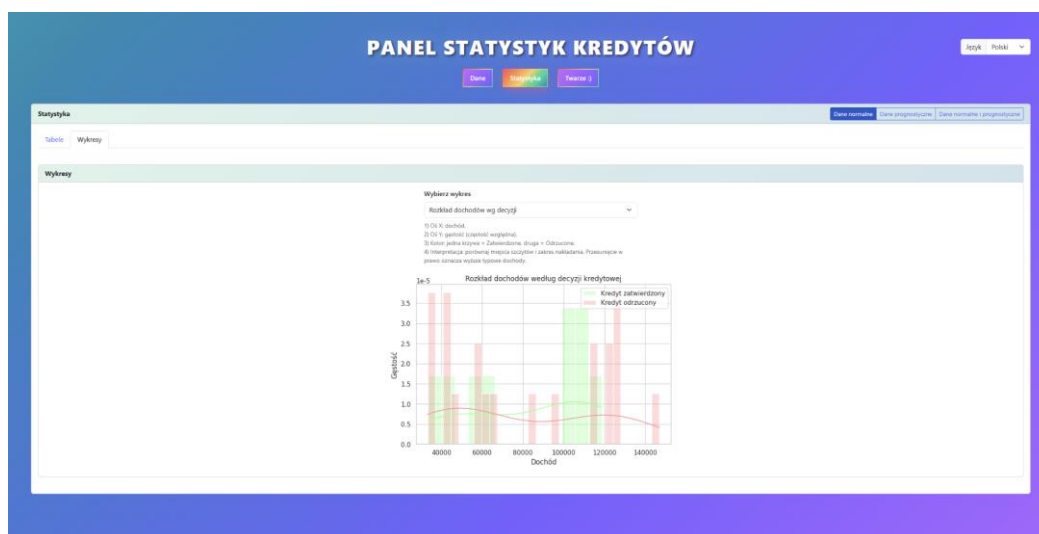 PANEL STATYSTYK KREDYTÓW
Język Polski
Dane Statystyka Twarze :)
Statystyka
Dane normalne Dane prognostyczne Dane normalne i prognostyczne
Tabele Wykresy
Wykresy
Wybierz wykres
Rozkład dochodów wg decyzji
1) Oś X: dochód.
2) Oś Y: gęstość (częstość względna).
3) Kolor: jedna krzywa = Zatwierdzone, druga = Odrzucone.
4) Interpretacja: porównaj miejsca szczytów i zakres nakładania. Przesunięcie w
prawo oznacza wyższe typowe dochody.
1e-5 Rozkład dochodów według decyzji kredytowej
Kredyt zatwierdzony
Kredyt odrzucony
3.5
3.0
2.5
2.0
1.5
1.0
0.5
0.0
Gęstość
40000 60000 80000 100000 120000 140000
Dochód